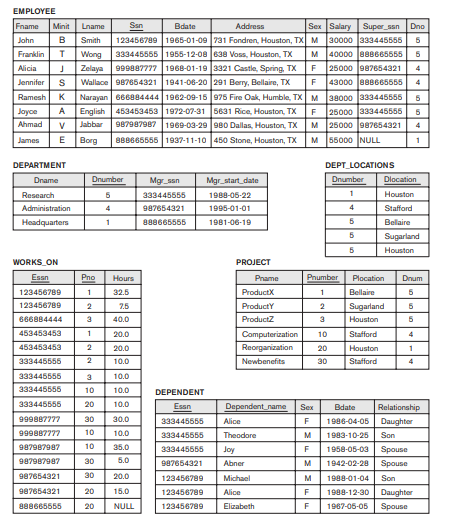 EMPLOYEE
Fname Minit Lname Ssn Bdate Address Sex Salary Super_ssn Dno
John B Smith 123456789 1965-01-09 731 Fondren, Houston, TX M 30000 333445555 5
Franklin T Wong 333445555 1955-12-08 638 Voss, Houston, TX M 40000 888665555 5
Alicia J Zelaya 999887777 1968-01-19 3321 Castle, Spring, TX F 25000 987654321 4
Jennifer S Wallace 987654321 1941-06-20 291 Berry, Bellaire, TX F 43000 888665555 4
Ramesh K Narayan 666884444 1962-09-15 975 Fire Oak, Humble, TX M 38000 333445555 5
Joyce A English 453453453 1972-07-31 5631 Rice, Houston, TX F 25000 333445555 5
Ahmad V Jabbar 987987987 1969-03-29 980 Dallas, Houston, TX M 25000 987654321 4
James E Borg 888665555 1937-11-10 450 Stone, Houston, TX M 55000 NULL 1
DEPARTMENT
Dname Dnumber Mgr_ssn Mgr_start_date
Research 5 333445555 1988-05-22
Administration 4 987654321 1995-01-01
Headquarters 1 888665555 1981-06-19
DEPT_LOCATIONS
Dnumber Dlocation
1 Houston
4 Stafford
5 Bellaire
5 Sugarland
5 Houston
WORKS_ON
Essn Pno Hours
123456789 1 32.5
123456789 2 7.5
666884444 3 40.0
453453453 1 20.0
453453453 2 20.0
333445555 2 10.0
333445555 3 10.0
333445555 10 10.0
333445555 20 10.0
999887777 30 30.0
999887777 10 10.0
987987987 10 35.0
987987987 30 5.0
987654321 30 20.0
987654321 20 15.0
888665555 20 NULL
PROJECT
Pname Pnumber Plocation Dnum
ProductX 1 Bellaire 5
ProductY 2 Sugarland 5
ProductZ 3 Houston 5
Computerization 10 Stafford 4
Reorganization 20 Houston 1
Newbenefits 30 Stafford 4
DEPENDENT
Essn Dependent_name Sex Bdate Relationship
333445555 Alice F 1986-04-05 Daughter
333445555 Theodore M 1983-10-25 Son
333445555 Joy F 1958-05-03 Spouse
987654321 Abner M 1942-02-28 Spouse
123456789 Michael M 1988-01-04 Son
123456789 Alice F 1988-12-30 Daughter
123456789 Elizabeth F 1967-05-05 Spouse